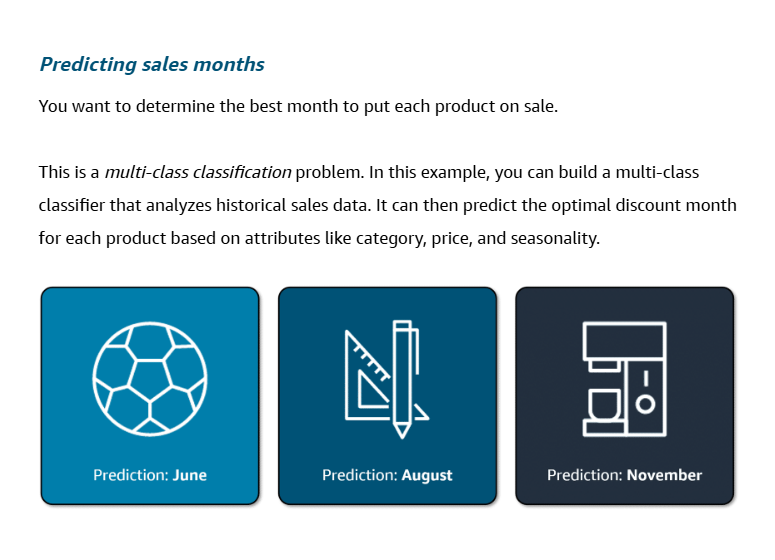 Predicting sales months
You want to determine the best month to put each product on sale.
This is a multi-class classification problem. In this example, you can build a multi-class
classifier that analyzes historical sales data. It can then predict the optimal discount month
for each product based on attributes like category, price, and seasonality.
Prediction: June
Prediction: August
Prediction: November